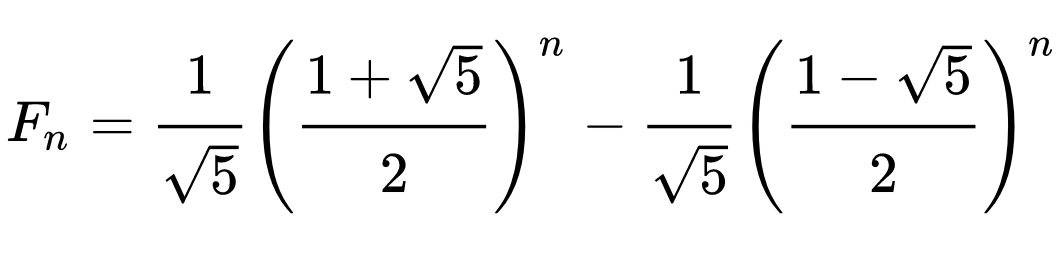 $F_n = \frac{1}{\sqrt{5}} \left( \frac{1 + \sqrt{5}}{2} \right)^n - \frac{1}{\sqrt{5}} \left( \frac{1 - \sqrt{5}}{2} \right)^n$